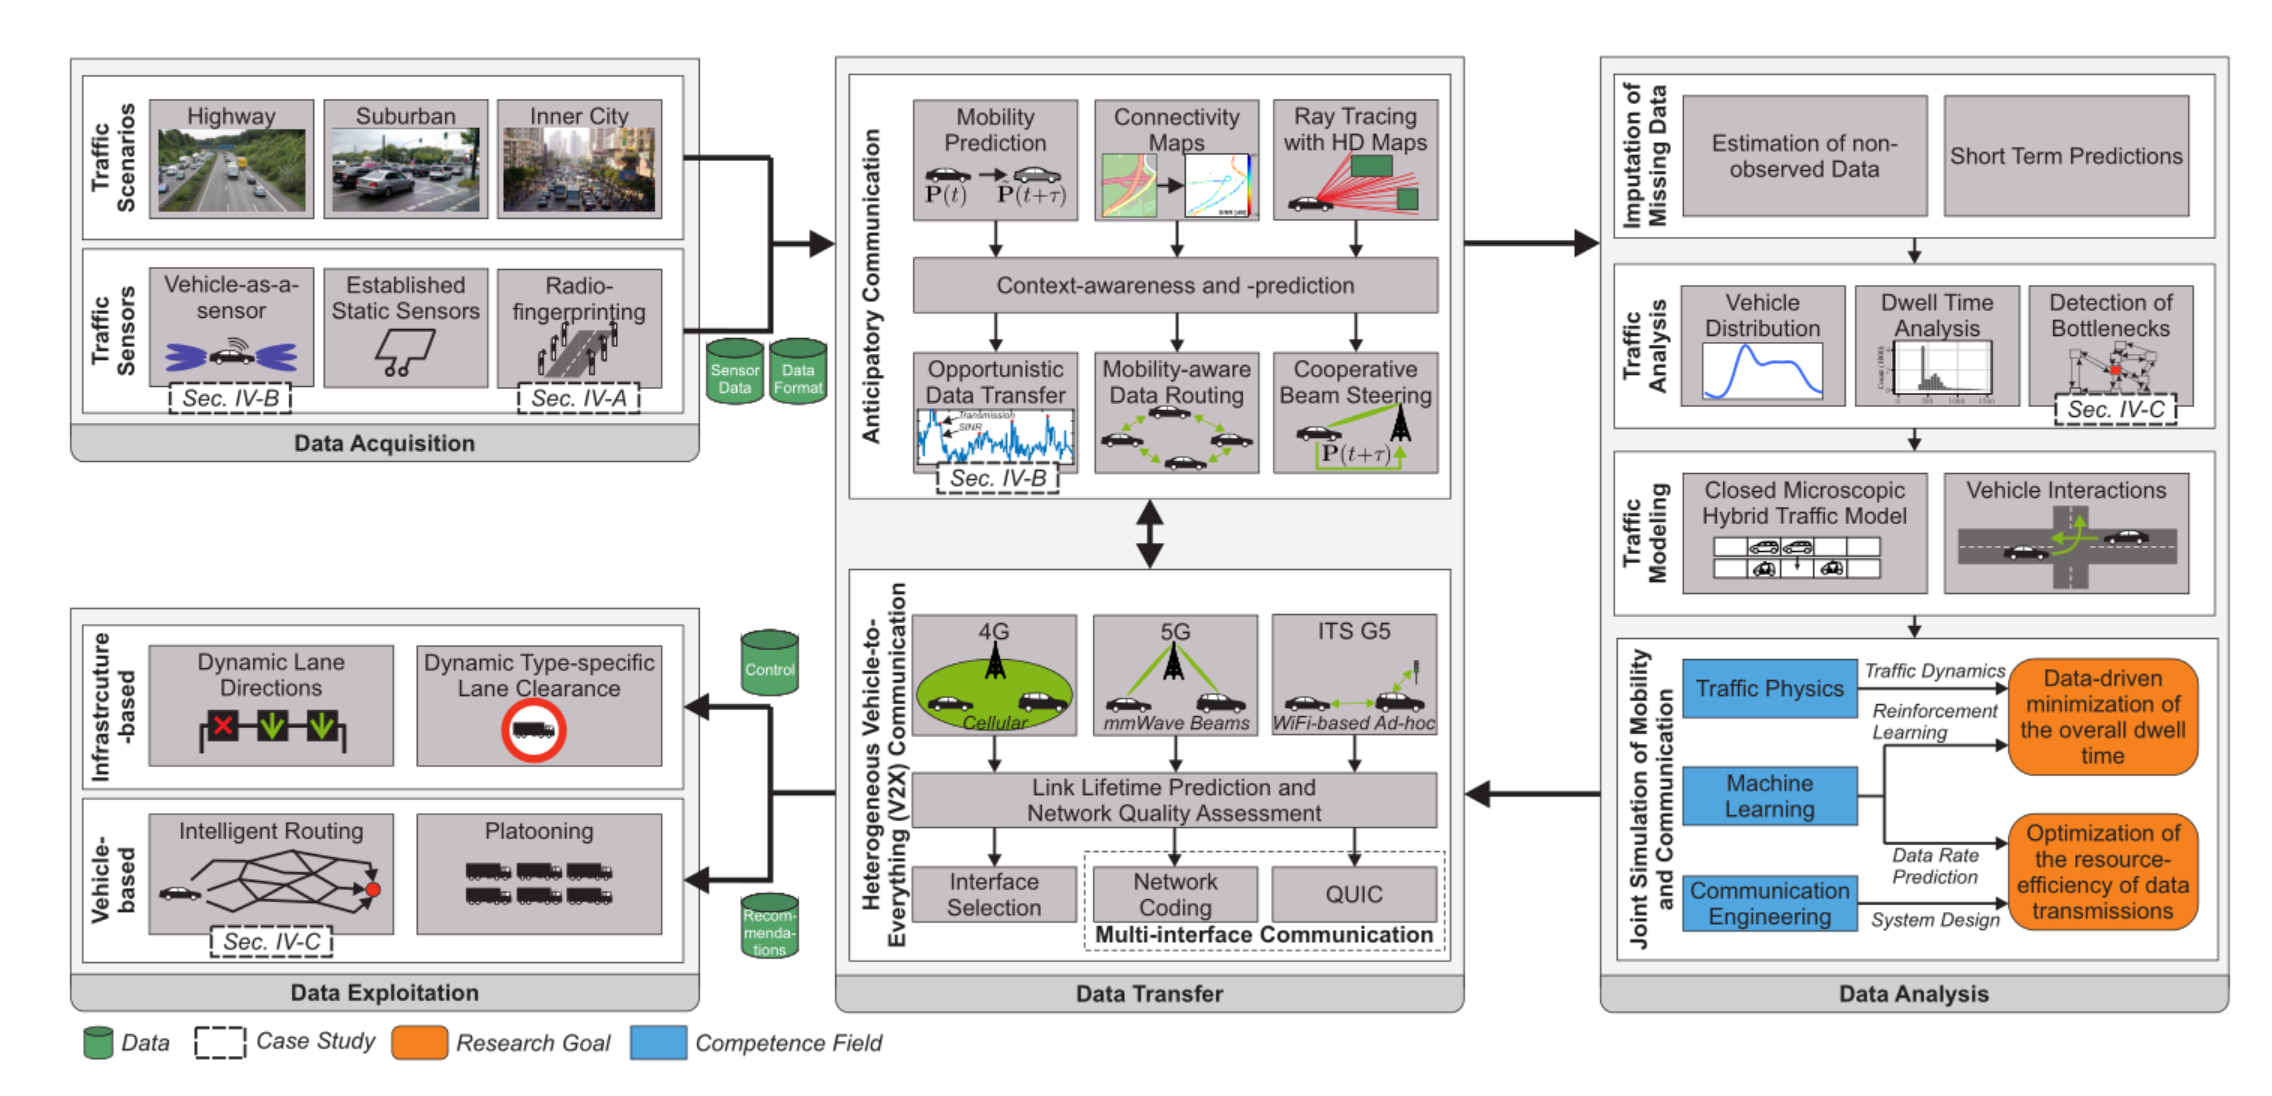 Traffic
Scenarios
Highway
Suburban
Inner City
Traffic
Sensors
Vehicle-as-a-
sensor
Sec. IV-B
Established
Static Sensors
Radio-
fingerprinting
Sec. IV-A
Data Acquisition
Sensor
Data
Data
Format
Anticipatory Communication
Mobility
Prediction
P(t)
P̃(t+τ)
Connectivity
Maps
Ray Tracing
with HD Maps
Context-awareness and -prediction
Opportunistic
Data Transfer
Transmission
SINR
Sec. IV-B
Mobility-aware
Data Routing
Cooperative
Beam Steering
P(t+τ)
Heterogeneous Vehicle-to-
Everything (V2X) Communication
4G
Cellular
5G
mmWave Beams
ITS G5
WiFi-based Ad-hoc
Link Lifetime Prediction and
Network Quality Assessment
Interface
Selection
Network
Coding
QUIC
Multi-interface Communication
Data Transfer
Imputation of
Missing Data
Estimation of non-
observed Data
Short Term Predictions
Traffic
Analysis
Vehicle
Distribution
Dwell Time
Analysis
Count (1000)
0 500 1000 1500
Detection of
Bottlenecks
Sec. IV-C
Traffic
Modeling
Closed Microscopic
Hybrid Traffic Model
Vehicle Interactions
Joint Simulation of Mobility
and Communication
Traffic Physics
Traffic Dynamics
Reinforcement
Learning
Data-driven
minimization of
the overall dwell
time
Machine
Learning
Data Rate
Prediction
Communication
Engineering
System Design
Optimization of
the resource-
efficiency of data
transmissions
Data Analysis
Infrastrcuture
-based
Dynamic Lane
Directions
Dynamic Type-specific
Lane Clearance
Vehicle-
based
Intelligent Routing
Sec. IV-C
Platooning
Data Exploitation
Control
Recom-
menda-
tions
Data
Case Study
Research Goal
Competence Field